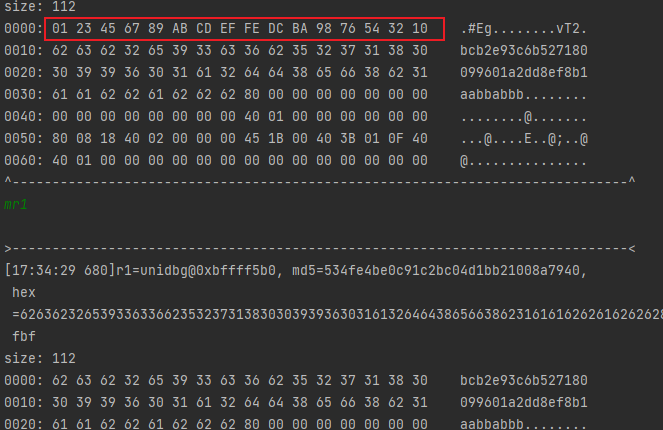 size: 112
0000: 01 23 45 67 89 AB CD EF FE DC BA 98 76 54 32 10    .#Eg........vT2.
0010: 62 63 62 32 65 39 33 63 36 62 35 32 37 31 38 30    bcb2e93c6b527180
0020: 30 39 39 36 30 31 61 32 64 64 38 65 66 38 62 31    099601a2dd8ef8b1
0030: 61 61 62 62 61 62 62 62 80 00 00 00 00 00 00 00    aabbabbb........
0040: 00 00 00 00 00 00 00 00 40 01 00 00 00 00 00 00    ........@.......
0050: 80 08 18 40 02 00 00 00 45 1B 00 40 3B 01 0F 40    ...@....E..@;..@
0060: 40 01 00 00 00 00 00 00 00 00 00 00 00 00 00 00    @...............
^-----------------------------------------------------------------------------^
mr1
>-----------------------------------------------------------------------------<
[17:34:29 680]r1=unidbg@0xbffff5b0, md5=534fe4be0c91c2bc04d1bb21008a7940,
hex
=626362326539336336623532373138303039393630316132646438656638623161616262616262628
fbf
size: 112
0000: 62 63 62 32 65 39 33 63 36 62 35 32 37 31 38 30    bcb2e93c6b527180
0010: 30 39 39 36 30 31 61 32 64 64 38 65 66 38 62 31    099601a2dd8ef8b1
0020: 61 61 62 62 61 62 62 62 80 00 00 00 00 00 00 00    aabbabbb........